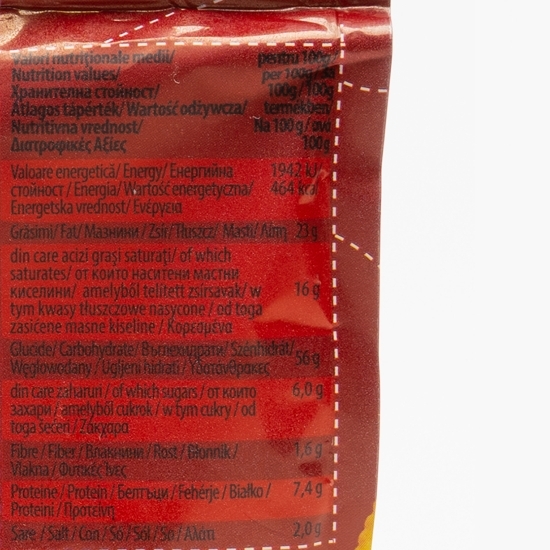 Valori nutriționale medii/ pentru 100g/
Nutrition values/ per 100g/ За
Хранителна стойност/ 100g/ 100g
Átlagos tápérték/ Wartość odżywcza/ termékben/
Nutritivna vrednost/ Na 100 g/ ανά
Διατροφικές Αξίες 100g
Valoare energetică/ Energy/ Енергийна 1942 kJ/
стойност/ Energia/ Wartość energetyczna/ 464 kcal
Energetska vrednost/ Ενέργεια
Grăsimi/ Fat/ Мазнини/ Zsír/ Tłuszcz/ Masti/ Λίπη 23 g
din care acizi grași saturați/ of which
saturates/ от които наситени мастни
киселини/ amelyből telített zsírsavak/ w 16 g
tym kwasy tłuszczowe nasycone / od toga
zasićene masne kiseline / Κορεσμένα
Glucide/ Carbohydrate/ Въглехидрати/ Szénhidrát/ 56 g
Węglowodany / Ugljeni hidrati / Υδατάνθρακες
din care zaharuri / of which sugars / от които 6,0 g
захари / amelyből cukrok / w tym cukry / od
toga šećeri / Ζάχαρα
Fibre / Fiber / Влакнини / Rost / Błonnik / 1,6 g
Vlakna / Φυτικές Ίνες
Proteine / Protein / Белтъци / Fehérje / Białko / 7,4 g
Proteini / Πρωτεΐνη
Sare / Salt / Сол / Só / Sól / So / Αλάτι 2,0 g